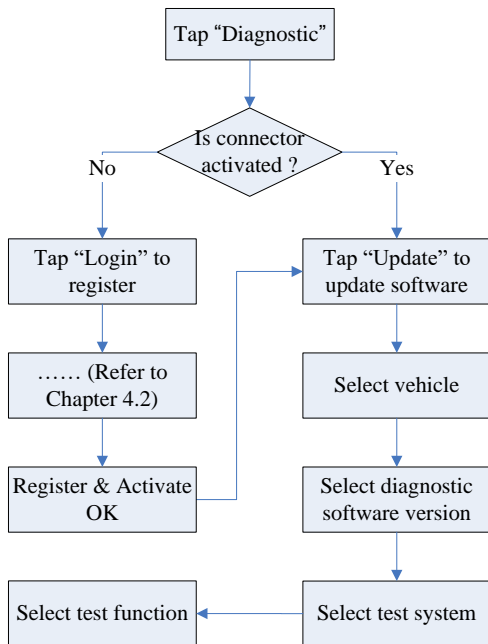 Tap “Diagnostic”
Is connector
activated ?
No
Yes
Tap “Login” to
register
Tap “Update” to
update software
…… (Refer to
Chapter 4.2)
Select vehicle
Register & Activate
OK
Select diagnostic
software version
Select test function
Select test system